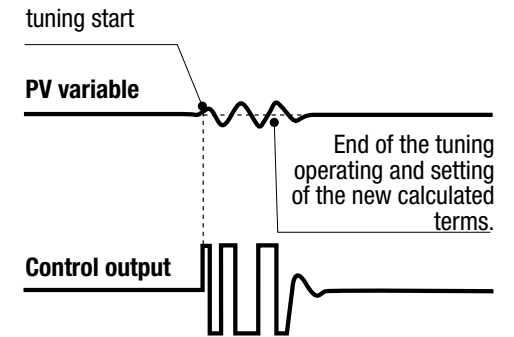 tuning start
PV variable
End of the tuning
operating and setting
of the new calculated
terms.
Control output